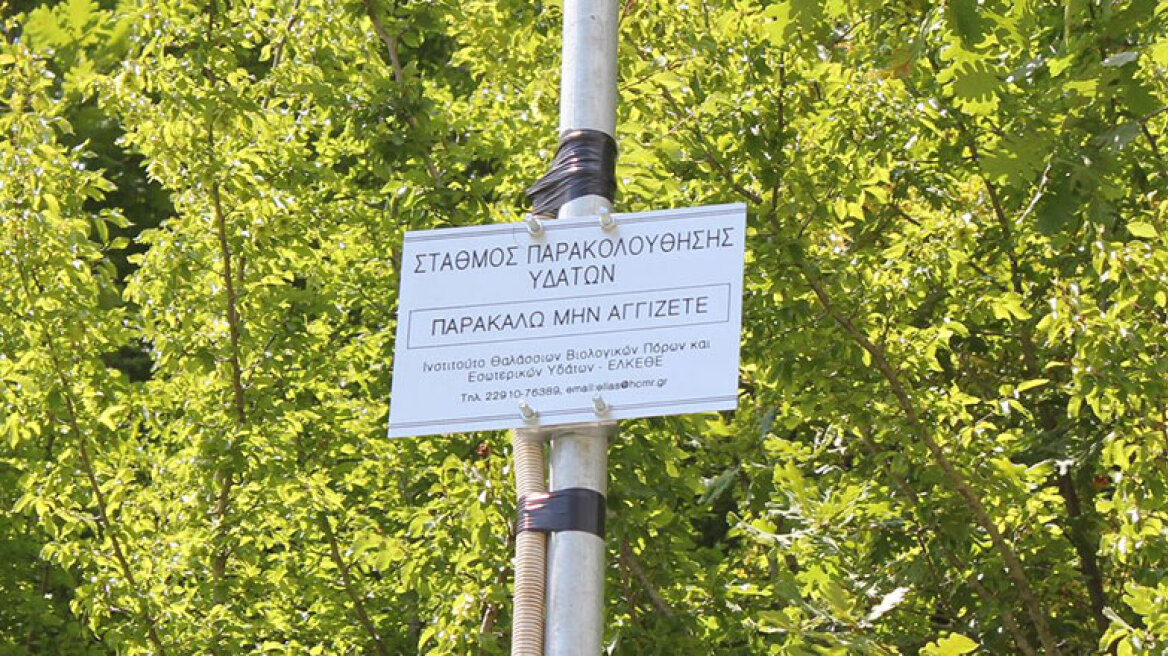 ΣΤΑΘΜΟΣ ΠΑΡΑΚΟΛΟΥΘΗΣΗΣ
ΥΔΑΤΩΝ
ΠΑΡΑΚΑΛΩ ΜΗΝ ΑΓΓΙΖΕΤΕ
Ινστιτούτο Θαλάσσιων Βιολογικών Πόρων και
Εσωτερικών Υδάτων - ΕΛΚΕΘΕ
Τηλ. 22910-76389, email:elias@hcmr.gr